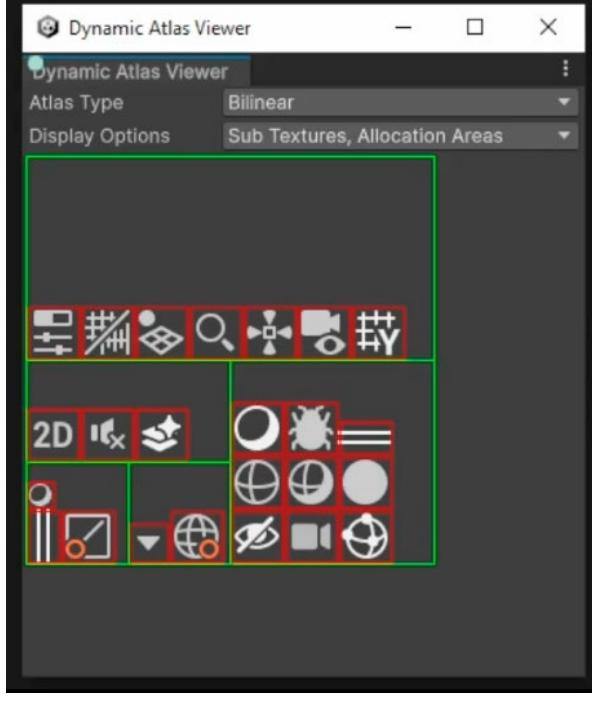 Dynamic Atlas Viewer
Dynamic Atlas Viewer
Atlas Type Bilinear
Display Options Sub Textures, Allocation Areas
Y
2D